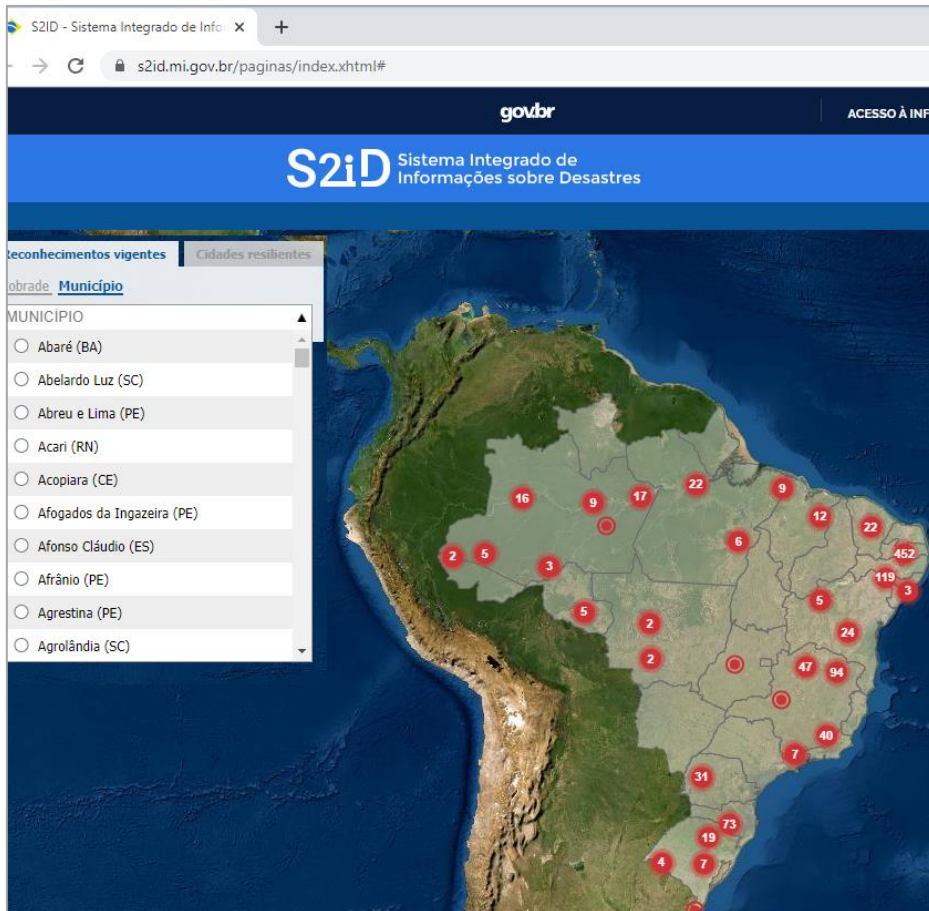 S2ID - Sistema Integrado de Info
s2id.mi.gov.br/paginas/index.xhtml#
gov.br
ACESSO À INF
S2iD Sistema Integrado de
Informações sobre Desastres
Reconhecimentos vigentes
Cidades resilientes
obrade Município
MUNICÍPIO
Abaré (BA)
Abelardo Luz (SC)
Abreu e Lima (PE)
Acari (RN)
Acopiara (CE)
Afogados da Ingazeira (PE)
Afonso Cláudio (ES)
Afrânio (PE)
Agrestina (PE)
Agrolândia (SC)
16
9
17
22
9
12
22
452
2
5
3
6
119
3
5
5
2
24
2
47
94
40
7
31
73
19
4
7